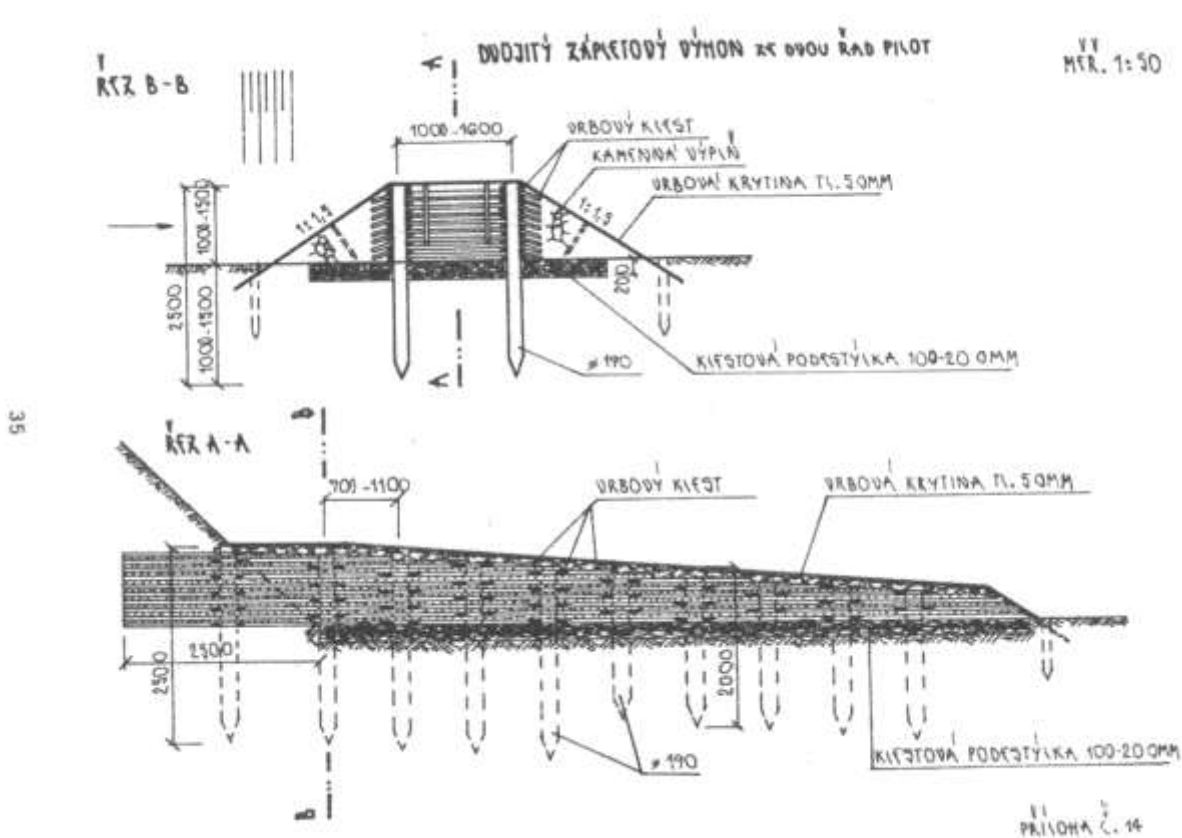 DVOJITÝ ZÁPLETOVÝ VÝHON ZE DVOU ŘAD PILOT
MĚŘ. 1:50
ŘEZ B-B
A
1000-1600
VRBOVÝ KLEST
KAMENNÁ VÝPLŇ
VRBOVÁ KRYTINA TL. 50MM
1:1,5
1:1,5
1000-1500
2500
1000-1500
200
ø 190
KLESTOVÁ PODESTÝLKA 100-200MM
A
35
B
ŘEZ A-A
700-1100
VRBOVÝ KLEST
VRBOVÁ KRYTINA TL. 50MM
2500
2500
2000
ø 190
KLESTOVÁ PODESTÝLKA 100-200MM
B
PŘÍLOHA Č. 14